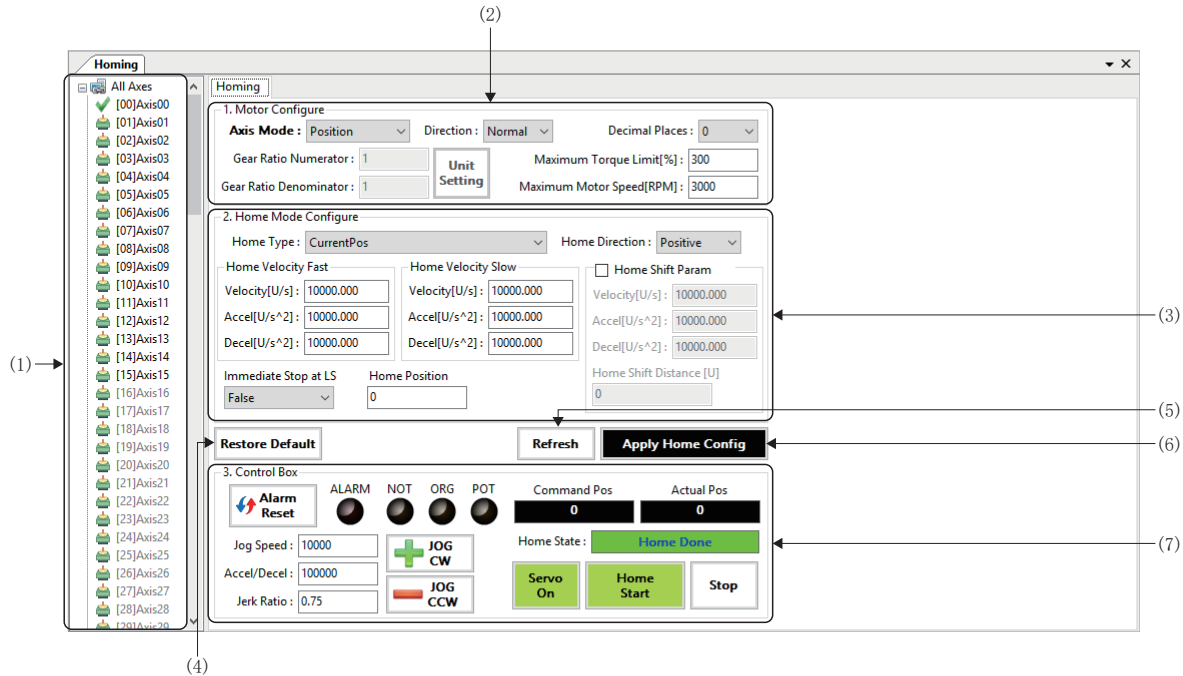 (2)
Homing
All Axes
[00]Axis00
[01]Axis01
[02]Axis02
[03]Axis03
[04]Axis04
[05]Axis05
[06]Axis06
[07]Axis07
[08]Axis08
[09]Axis09
[10]Axis10
[11]Axis11
[12]Axis12
[13]Axis13
[14]Axis14
[15]Axis15
[16]Axis16
[17]Axis17
[18]Axis18
[19]Axis19
[20]Axis20
[21]Axis21
[22]Axis22
[23]Axis23
[24]Axis24
[25]Axis25
[26]Axis26
[27]Axis27
[28]Axis28
[29]Axis29
(1)
Homing
1. Motor Configure
Axis Mode : Position Direction : Normal Decimal Places : 0
Gear Ratio Numerator : 1 Unit Setting Maximum Torque Limit[%] : 300
Gear Ratio Denominator : 1 Maximum Motor Speed[RPM] : 3000
2. Home Mode Configure
Home Type : CurrentPos Home Direction : Positive
Home Velocity Fast Home Velocity Slow Home Shift Param
Velocity[U/s] : 10000.000 Velocity[U/s] : 10000.000 Velocity[U/s] : 10000.000
Accel[U/s^2] : 10000.000 Accel[U/s^2] : 10000.000 Accel[U/s^2] : 10000.000
(3)
Decel[U/s^2] : 10000.000 Decel[U/s^2] : 10000.000 Decel[U/s^2] : 10000.000
Immediate Stop at LS Home Position Home Shift Distance [U]
False 0 0
(5)
Restore Default Refresh Apply Home Config
(6)
3. Control Box
Alarm Reset ALARM NOT ORG POT Command Pos Actual Pos
0 0
Jog Speed : 10000 JOG CW Home State : Home Done
(7)
Accel/Decel : 100000 JOG CCW Servo On Home Start Stop
Jerk Ratio : 0.75
(4)